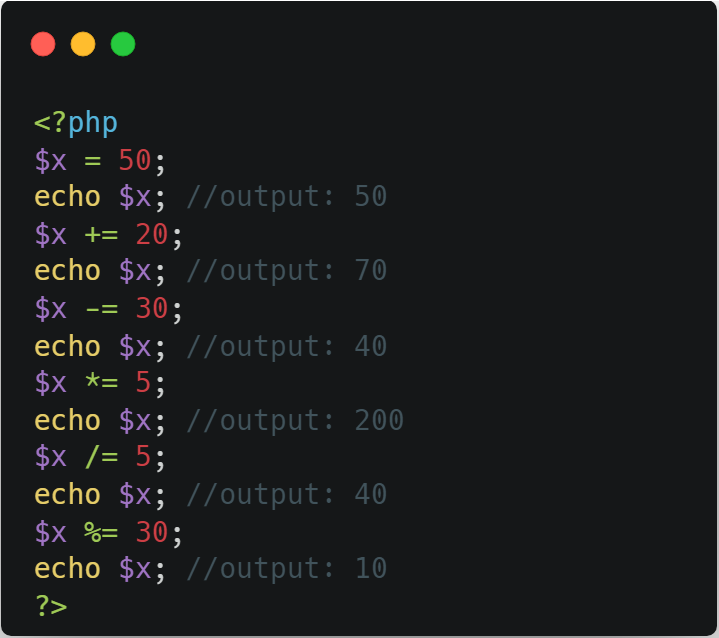 <?php
$x = 50;
echo $x; //output: 50
$x += 20;
echo $x; //output: 70
$x -= 30;
echo $x; //output: 40
$x *= 5;
echo $x; //output: 200
$x /= 5;
echo $x; //output: 40
$x %= 30;
echo $x; //output: 10
?>